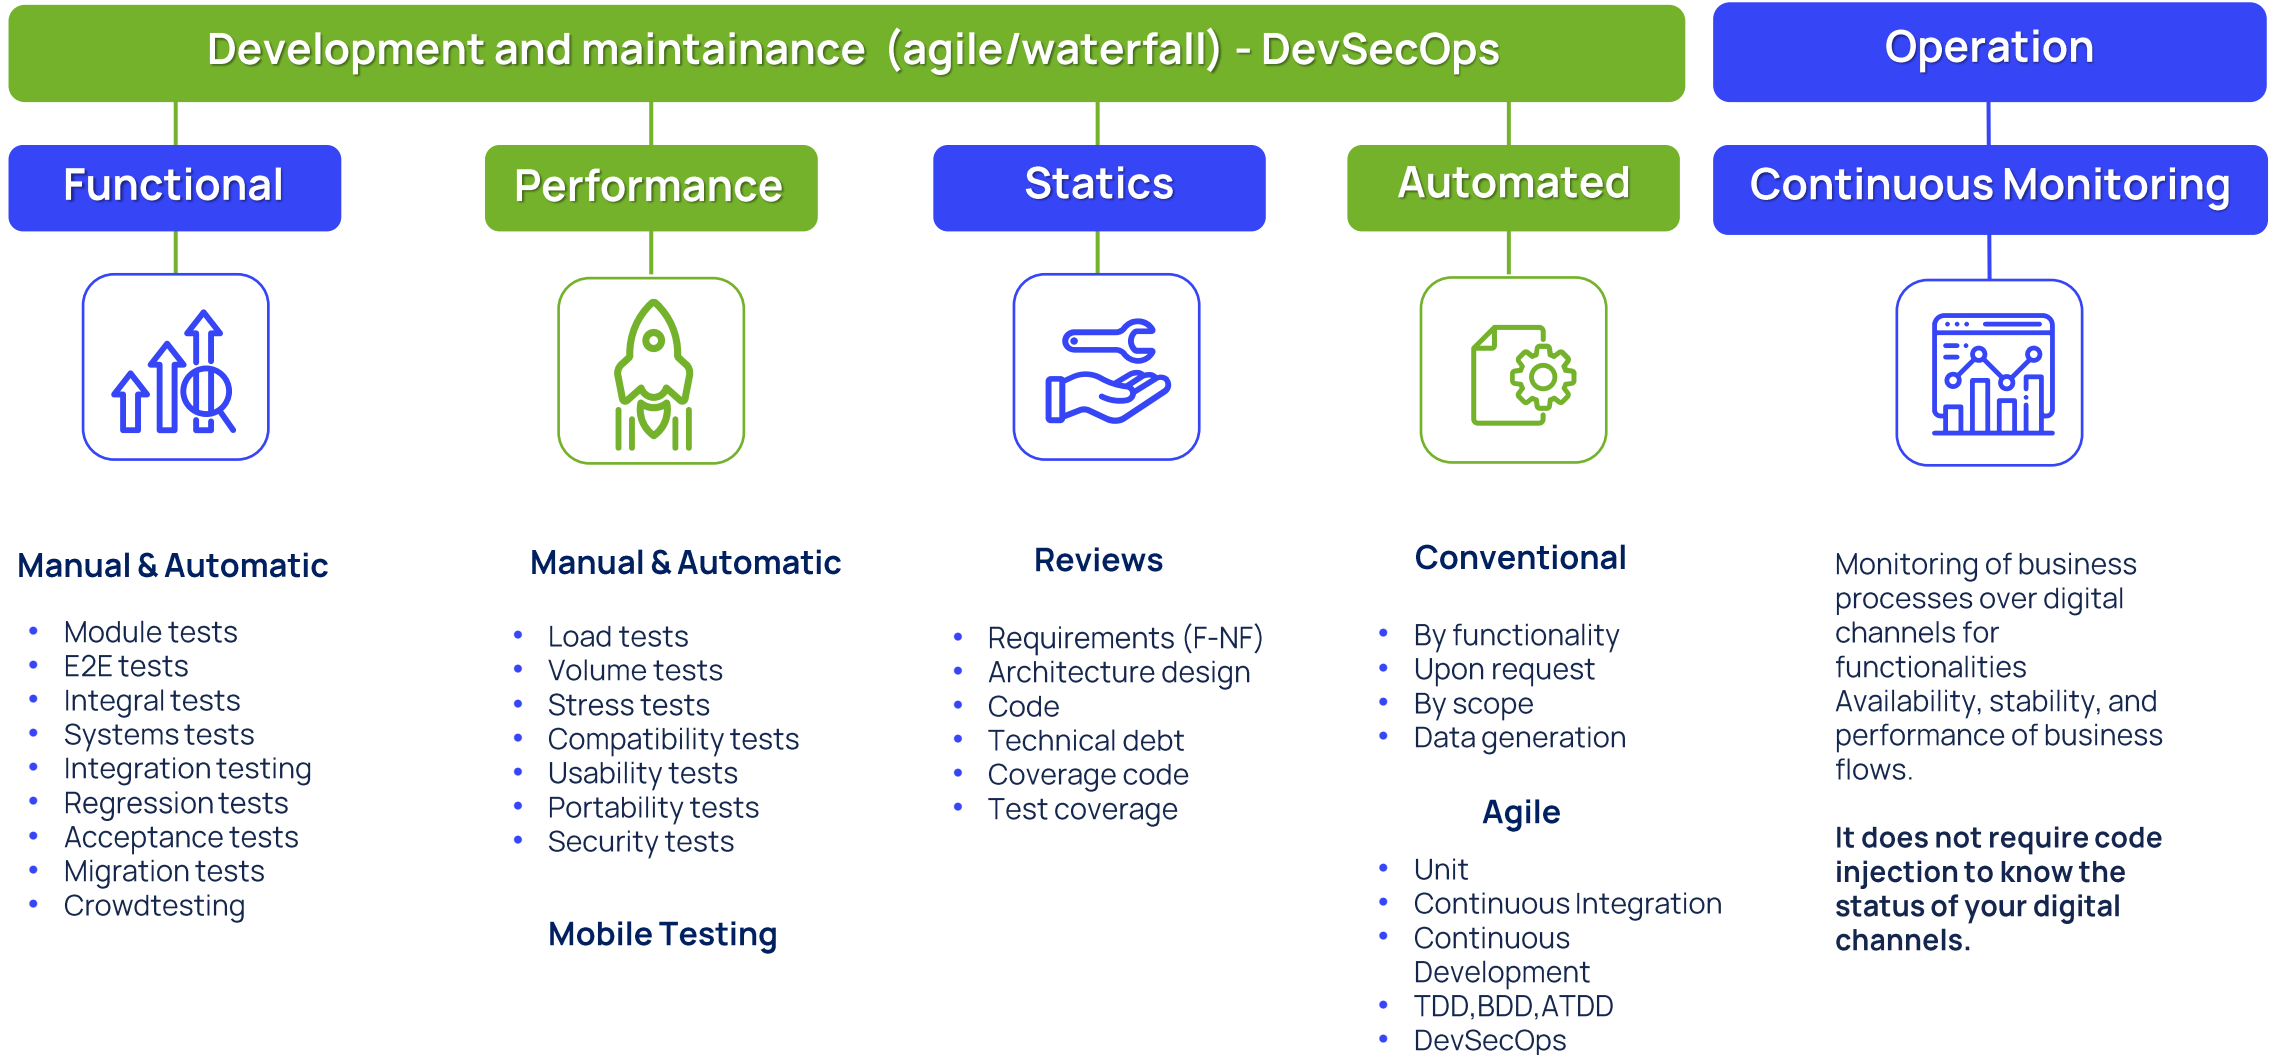 Development and maintainance (agile/waterfall) - DevSecOps
Operation
Functional
Performance
Statics
Automated
Continuous Monitoring
Manual & Automatic
Module tests
E2E tests
Integral tests
Systems tests
Integration testing
Regression tests
Acceptance tests
Migration tests
Crowdtesting
Manual & Automatic
Load tests
Volume tests
Stress tests
Compatibility tests
Usability tests
Portability tests
Security tests
Mobile Testing
Reviews
Requirements (F-NF)
Architecture design
Code
Technical debt
Coverage code
Test coverage
Conventional
By functionality
Upon request
By scope
Data generation
Agile
Unit
Continuous Integration
Continuous
Development
TDD,BDD,ATDD
DevSecOps
Monitoring of business
processes over digital
channels for
functionalities
Availability, stability, and
performance of business
flows.
It does not require code
injection to know the
status of your digital
channels.